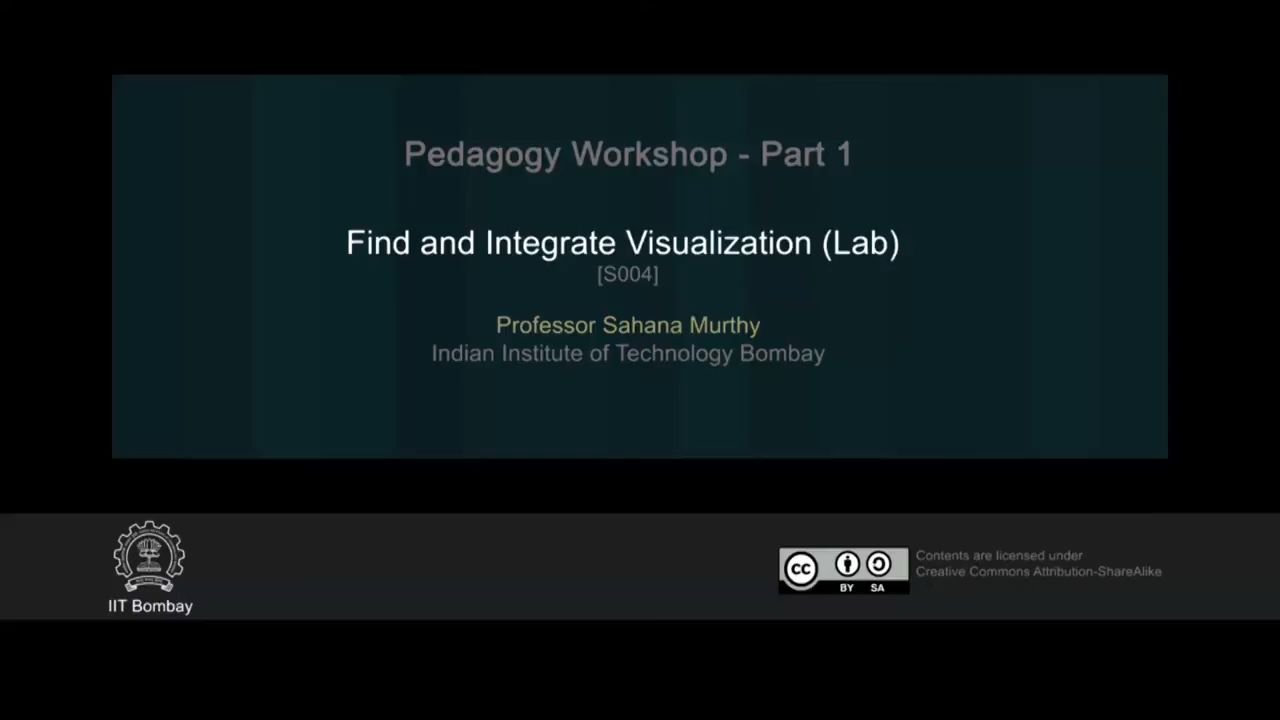 Pedagogy Workshop - Part 1
Find and Integrate Visualization (Lab)
[S004]
Professor Sahana Murthy
Indian Institute of Technology Bombay
IIT Bombay
cc
BY SA
Contents are licensed under
Creative Commons Attribution-ShareAlike